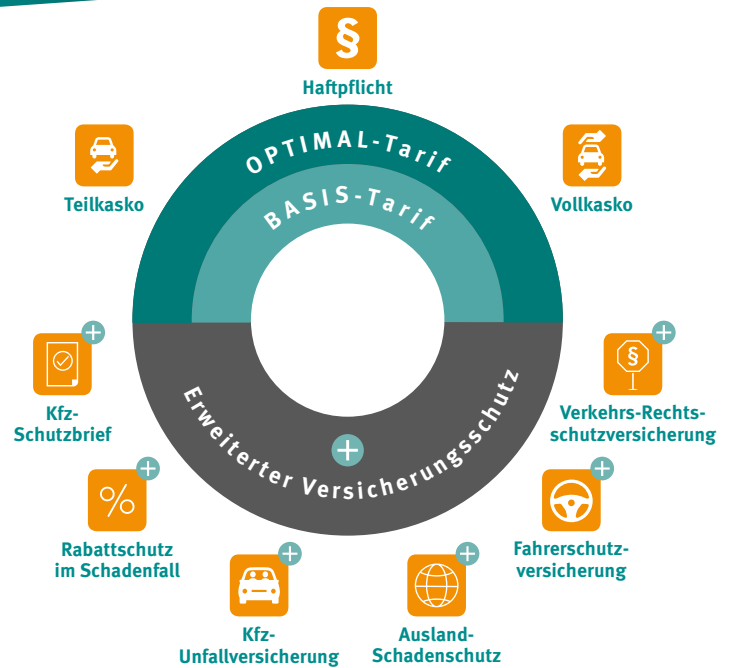 §
Haftpflicht
Teilkasko
Vollkasko
OPTIMAL-Tarif
BASIS-Tarif
Erweiterter Versicherungsschutz
+
+
Kfz-
Schutzbrief
+
§
Verkehrs-Rechts-
schutzversicherung
+
%
Rabattschutz
im Schadenfall
+
Fahrerschutz-
versicherung
+
Kfz-
Unfallversicherung
+
Ausland-
Schadenschutz